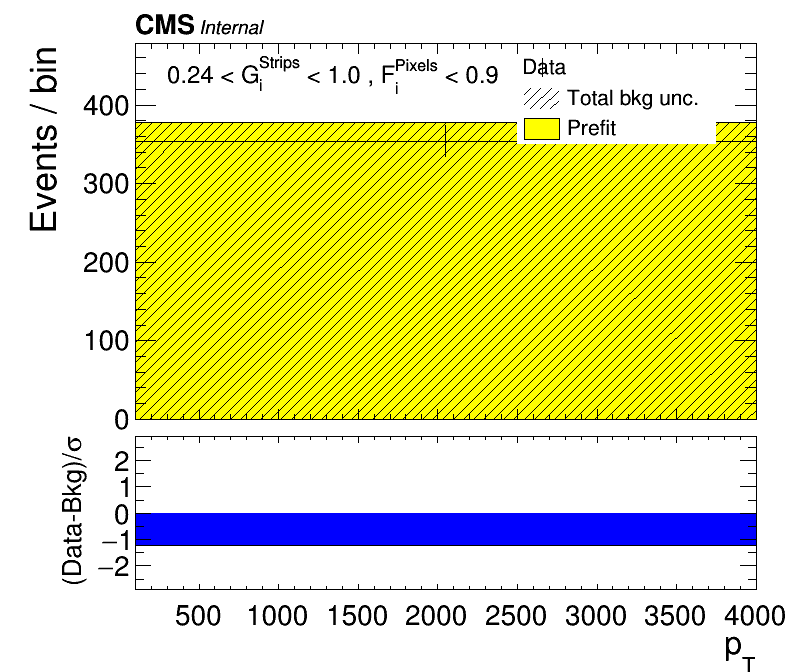 CMS Internal
0.24 < G_i^Strips < 1.0 , F_i^Pixels < 0.9
Data
Total bkg unc.
Prefit
Events / bin
400
300
200
100
0
(Data-Bkg)/σ
2
1
0
−1
−2
500 1000 1500 2000 2500 3000 3500 4000
p_T